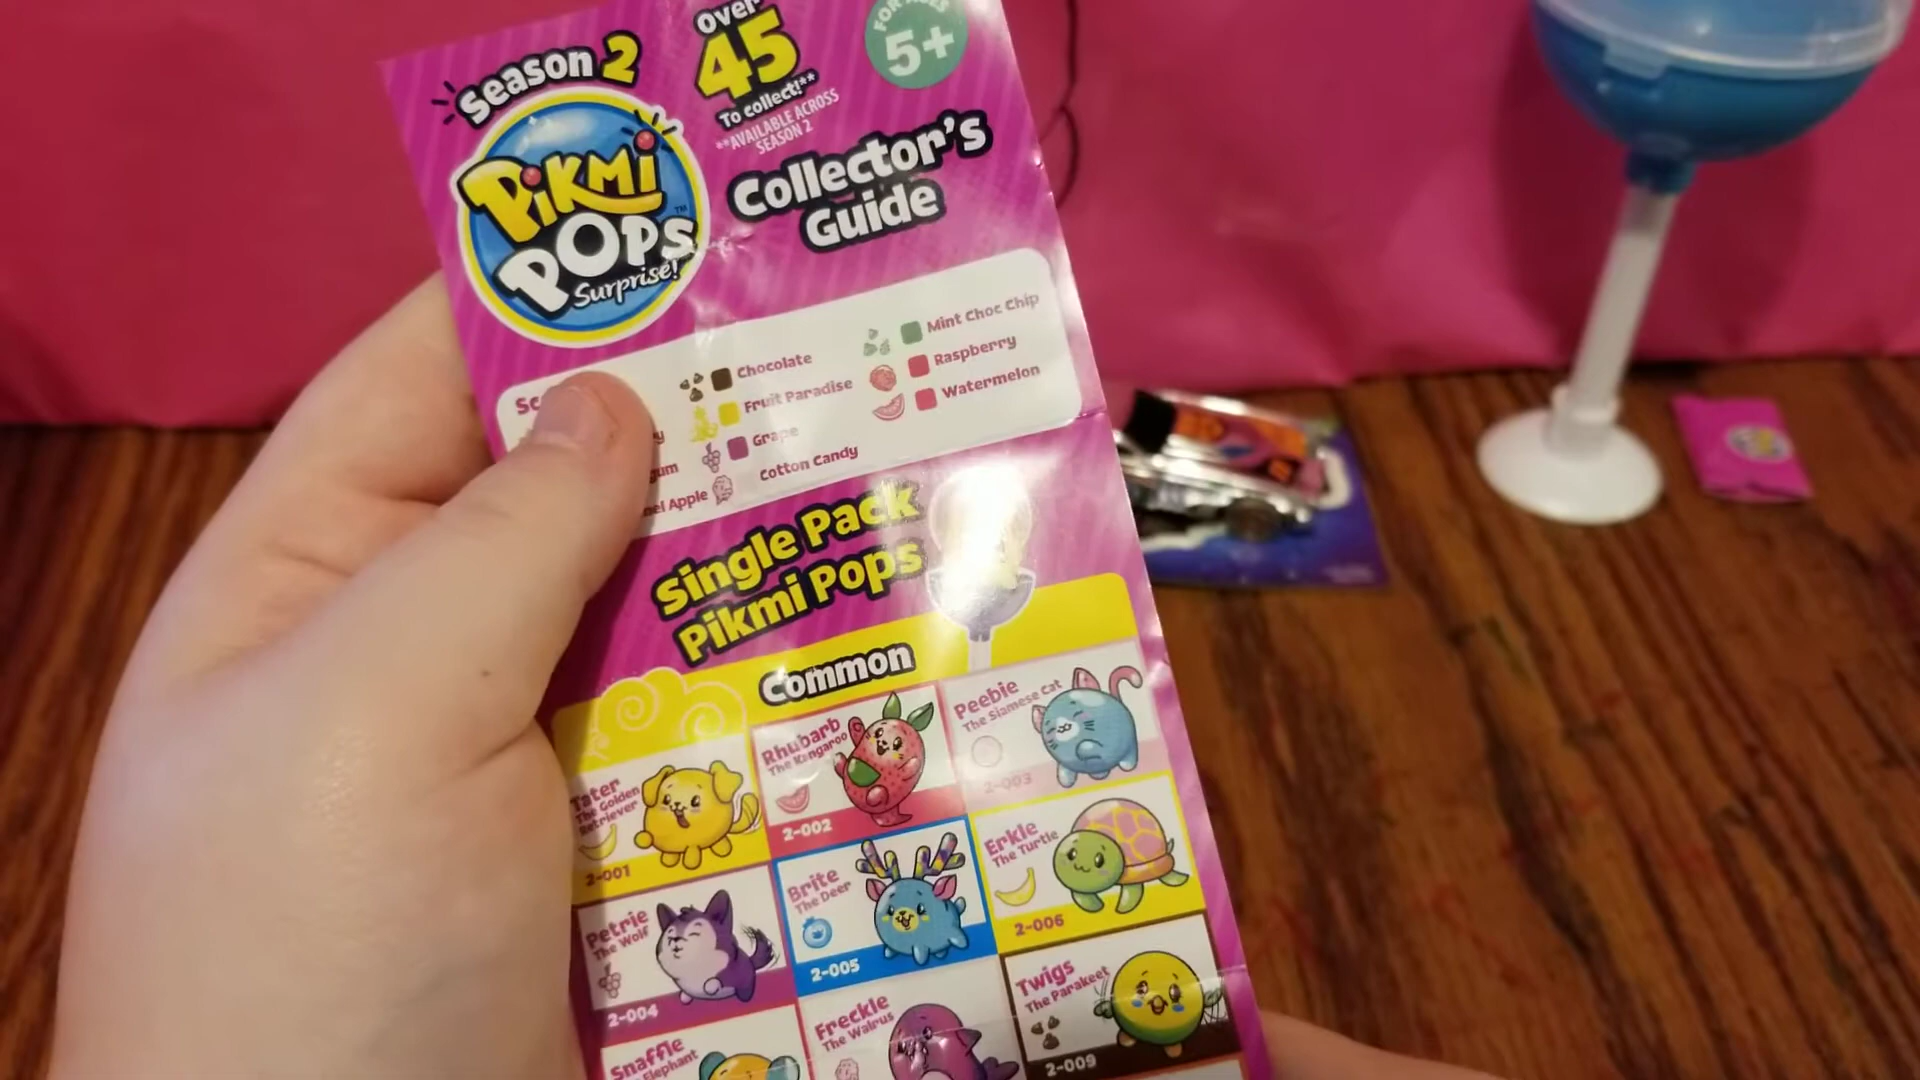 Season 2
PiKMi
POPS
Surprise!
™
Over
45
To collect!**
**AVAILABLE ACROSS
SEASON 2
FOR AGES
5+
Collector's
Guide
Chocolate
Fruit Paradise
Grape
Cotton Candy
Mint Choc Chip
Raspberry
Watermelon
Apple
Single Pack
Pikmi Pops
Common
Tater
The Golden
Retriever
2-001
Rhubarb
The Kangaroo
2-002
Peebie
The Siamese Cat
2-003
Petrie
The Wolf
2-004
Brite
The Deer
2-005
Erkle
The Turtle
2-006
Snaffle
Elephant
Freckle
The Walrus
Twigs
The Parakeet
2-009